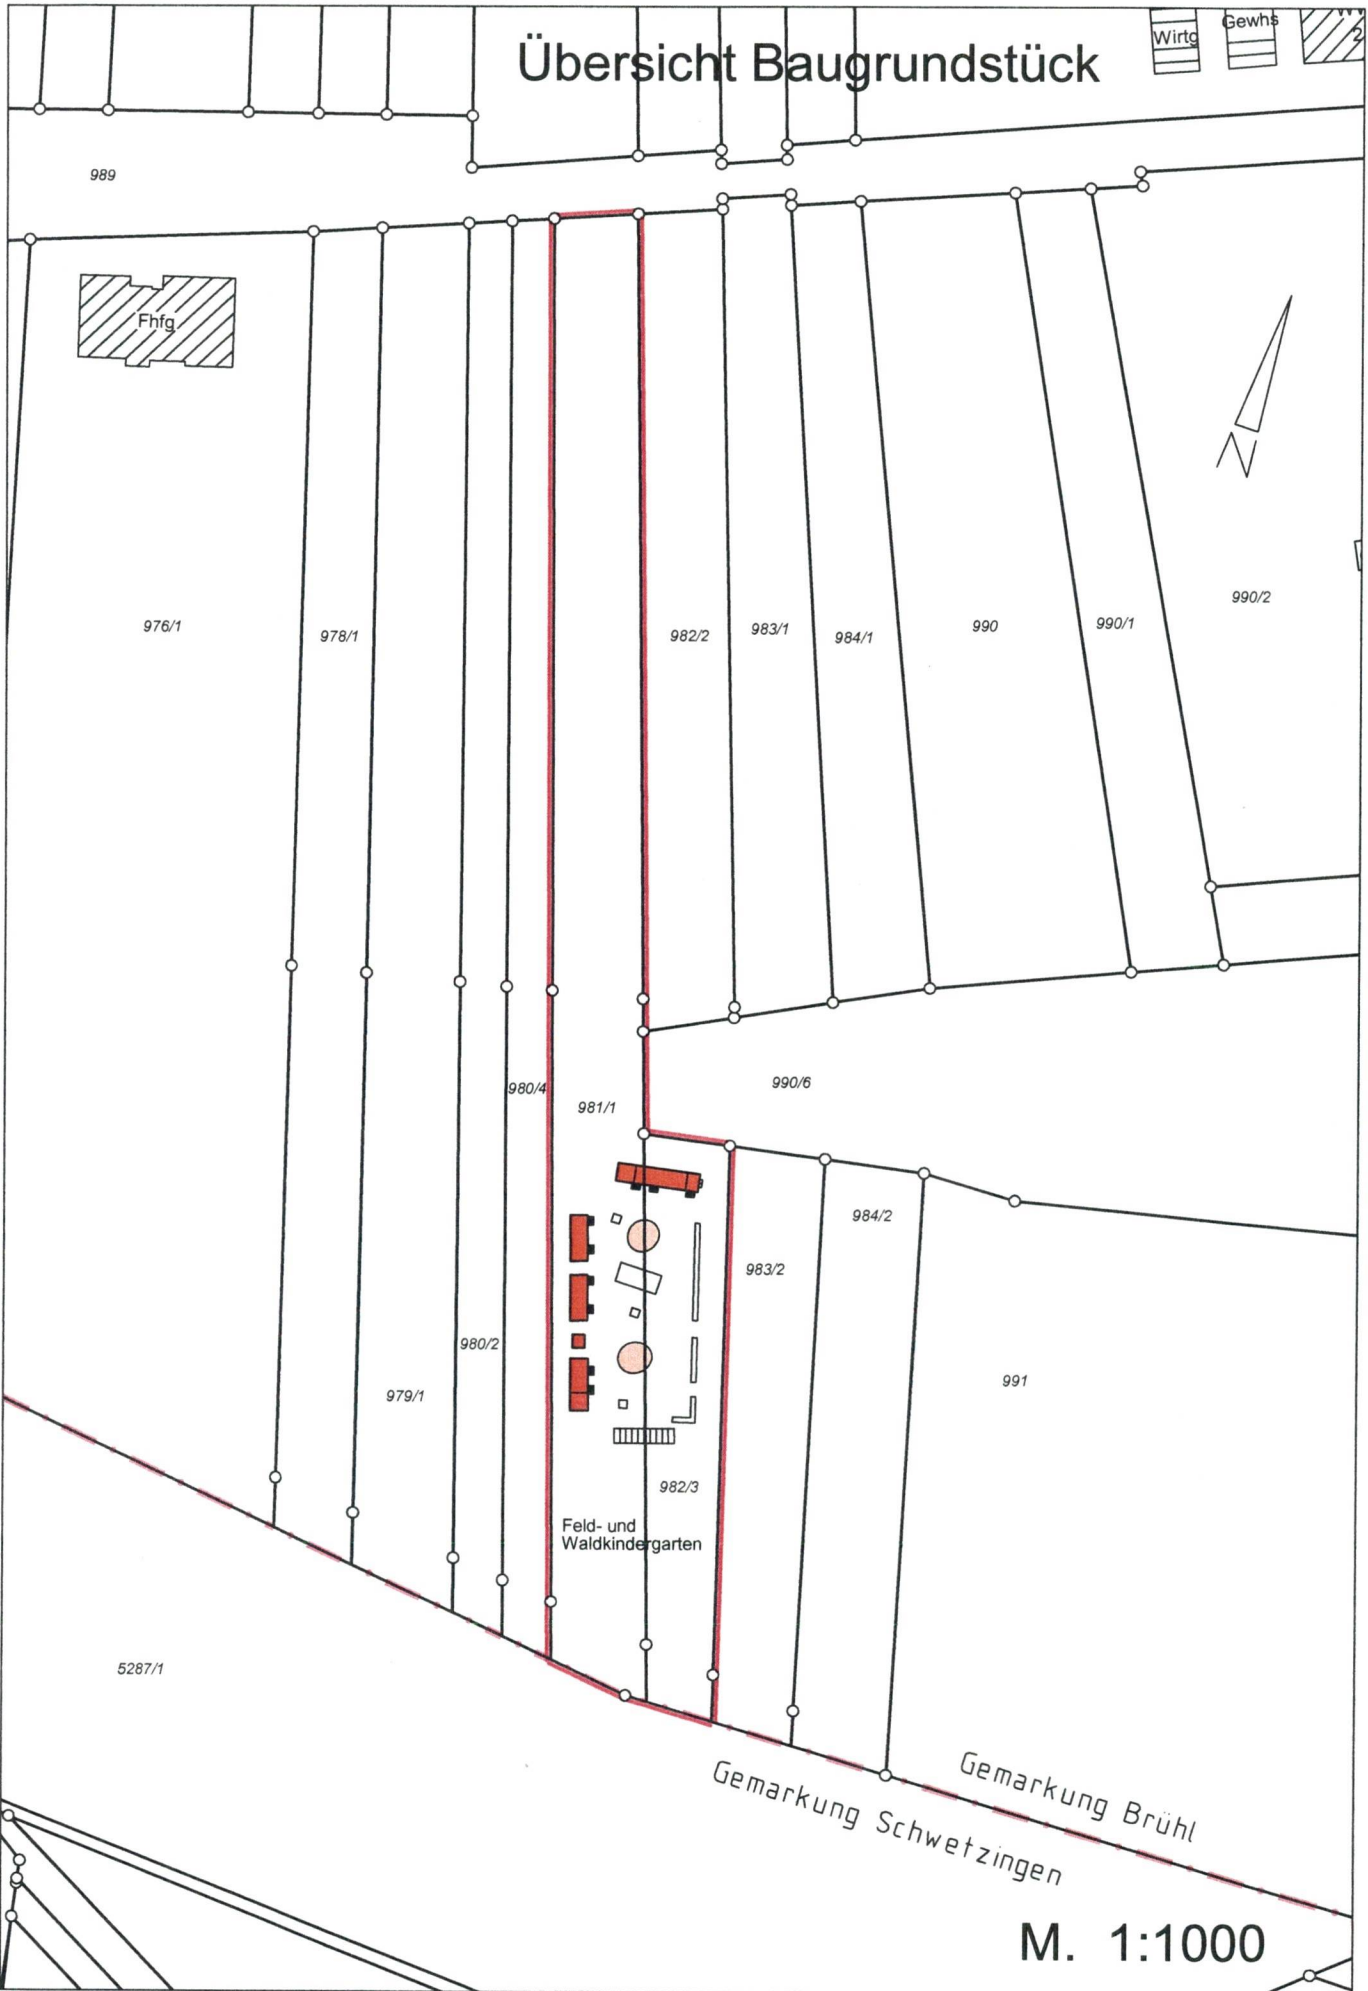 Übersicht Baugrundstück
Wirtg
Gewhs
2
989
Fhfg
976/1
978/1
982/2
983/1
984/1
990
990/1
990/2
N
980/4
981/1
990/6
984/2
983/2
980/2
979/1
991
982/3
Feld- und
Waldkindergarten
5287/1
Gemarkung Brühl
Gemarkung Schwetzingen
M. 1:1000